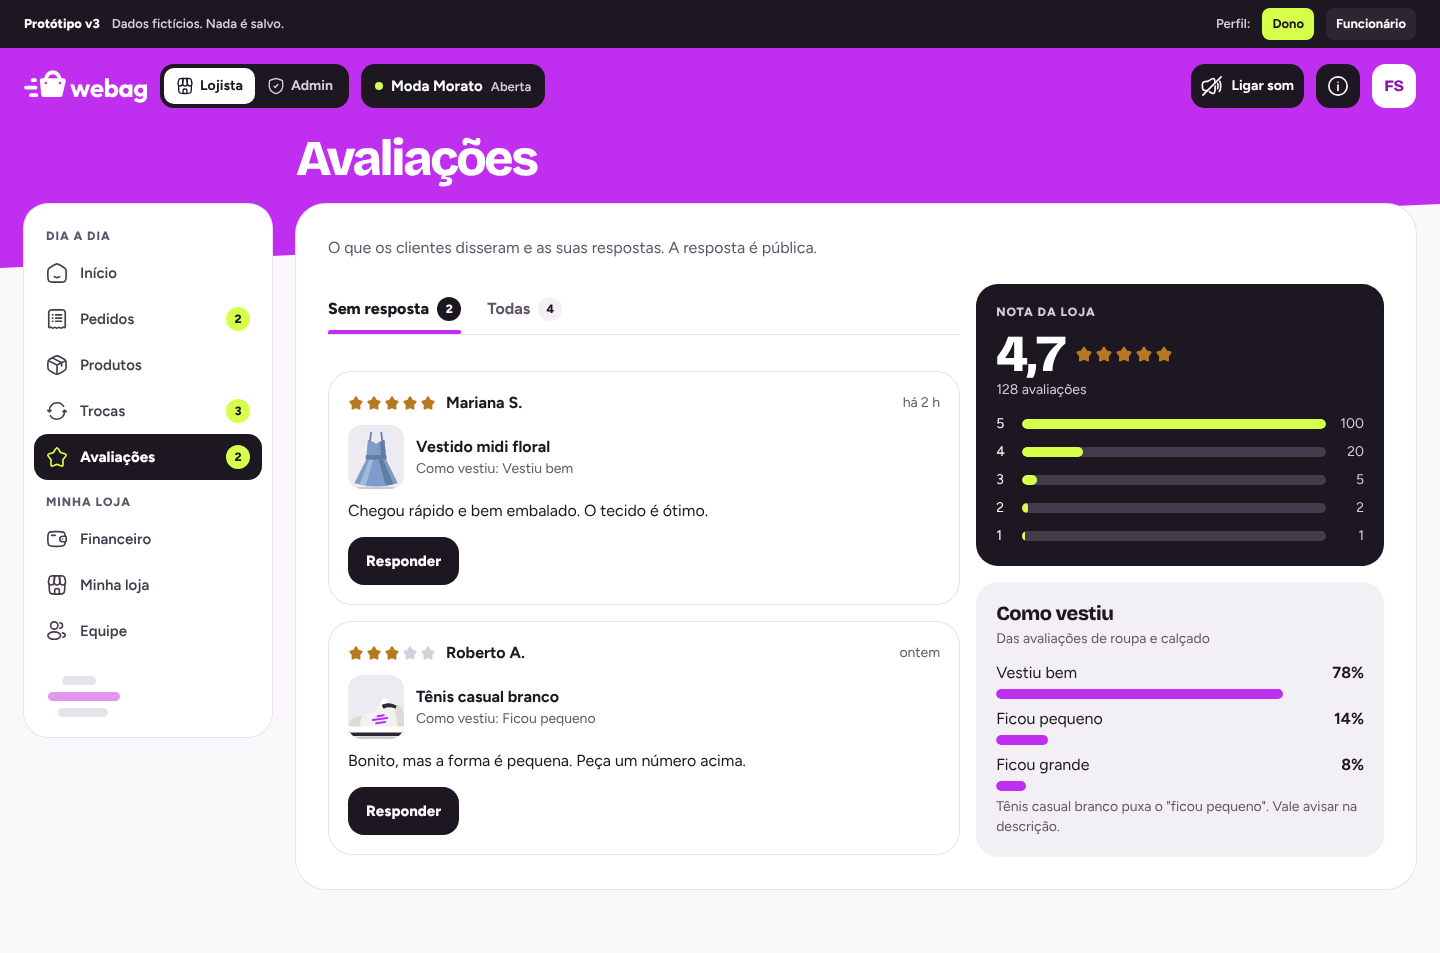 Protótipo v3 Dados fictícios. Nada é salvo. Perfil: Dono Funcionário
webag Lojista Admin Moda Morato Aberta Ligar som FS
Avaliações
DIA A DIA
Início
Pedidos 2
Produtos
Trocas 3
Avaliações 2
MINHA LOJA
Financeiro
Minha loja
Equipe
O que os clientes disseram e as suas respostas. A resposta é pública.
Sem resposta 2 Todas 4
Mariana S. há 2 h
Vestido midi floral
Como vestiu: Vestiu bem
Chegou rápido e bem embalado. O tecido é ótimo.
Responder
Roberto A. ontem
Tênis casual branco
Como vestiu: Ficou pequeno
Bonito, mas a forma é pequena. Peça um número acima.
Responder
NOTA DA LOJA
4,7
128 avaliações
5 100
4 20
3 5
2 2
1 1
Como vestiu
Das avaliações de roupa e calçado
Vestiu bem 78%
Ficou pequeno 14%
Ficou grande 8%
Tênis casual branco puxa o "ficou pequeno". Vale avisar na
descrição.